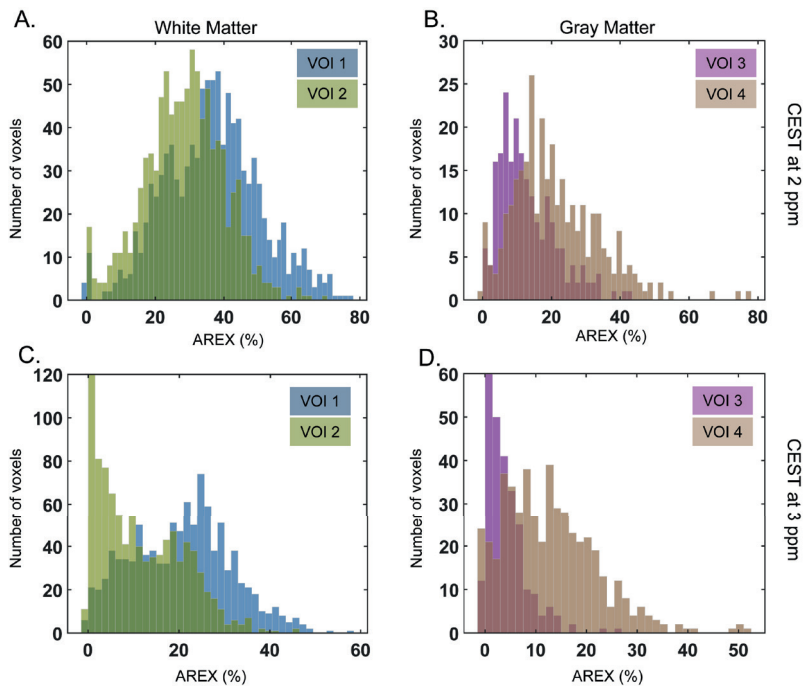 A.
White Matter
B.
Gray Matter
Number of voxels
60
50
40
30
20
10
0
VOI 1
VOI 2
0 20 40 60 80
AREX (%)
Number of voxels
30
25
20
15
10
5
0
VOI 3
VOI 4
0 20 40 60 80
AREX (%)
CEST at 2 ppm
C.
Number of voxels
120
100
80
60
40
20
0
VOI 1
VOI 2
0 20 40 60
AREX (%)
D.
Number of voxels
60
50
40
30
20
10
0
VOI 3
VOI 4
0 10 20 30 40 50
AREX (%)
CEST at 3 ppm